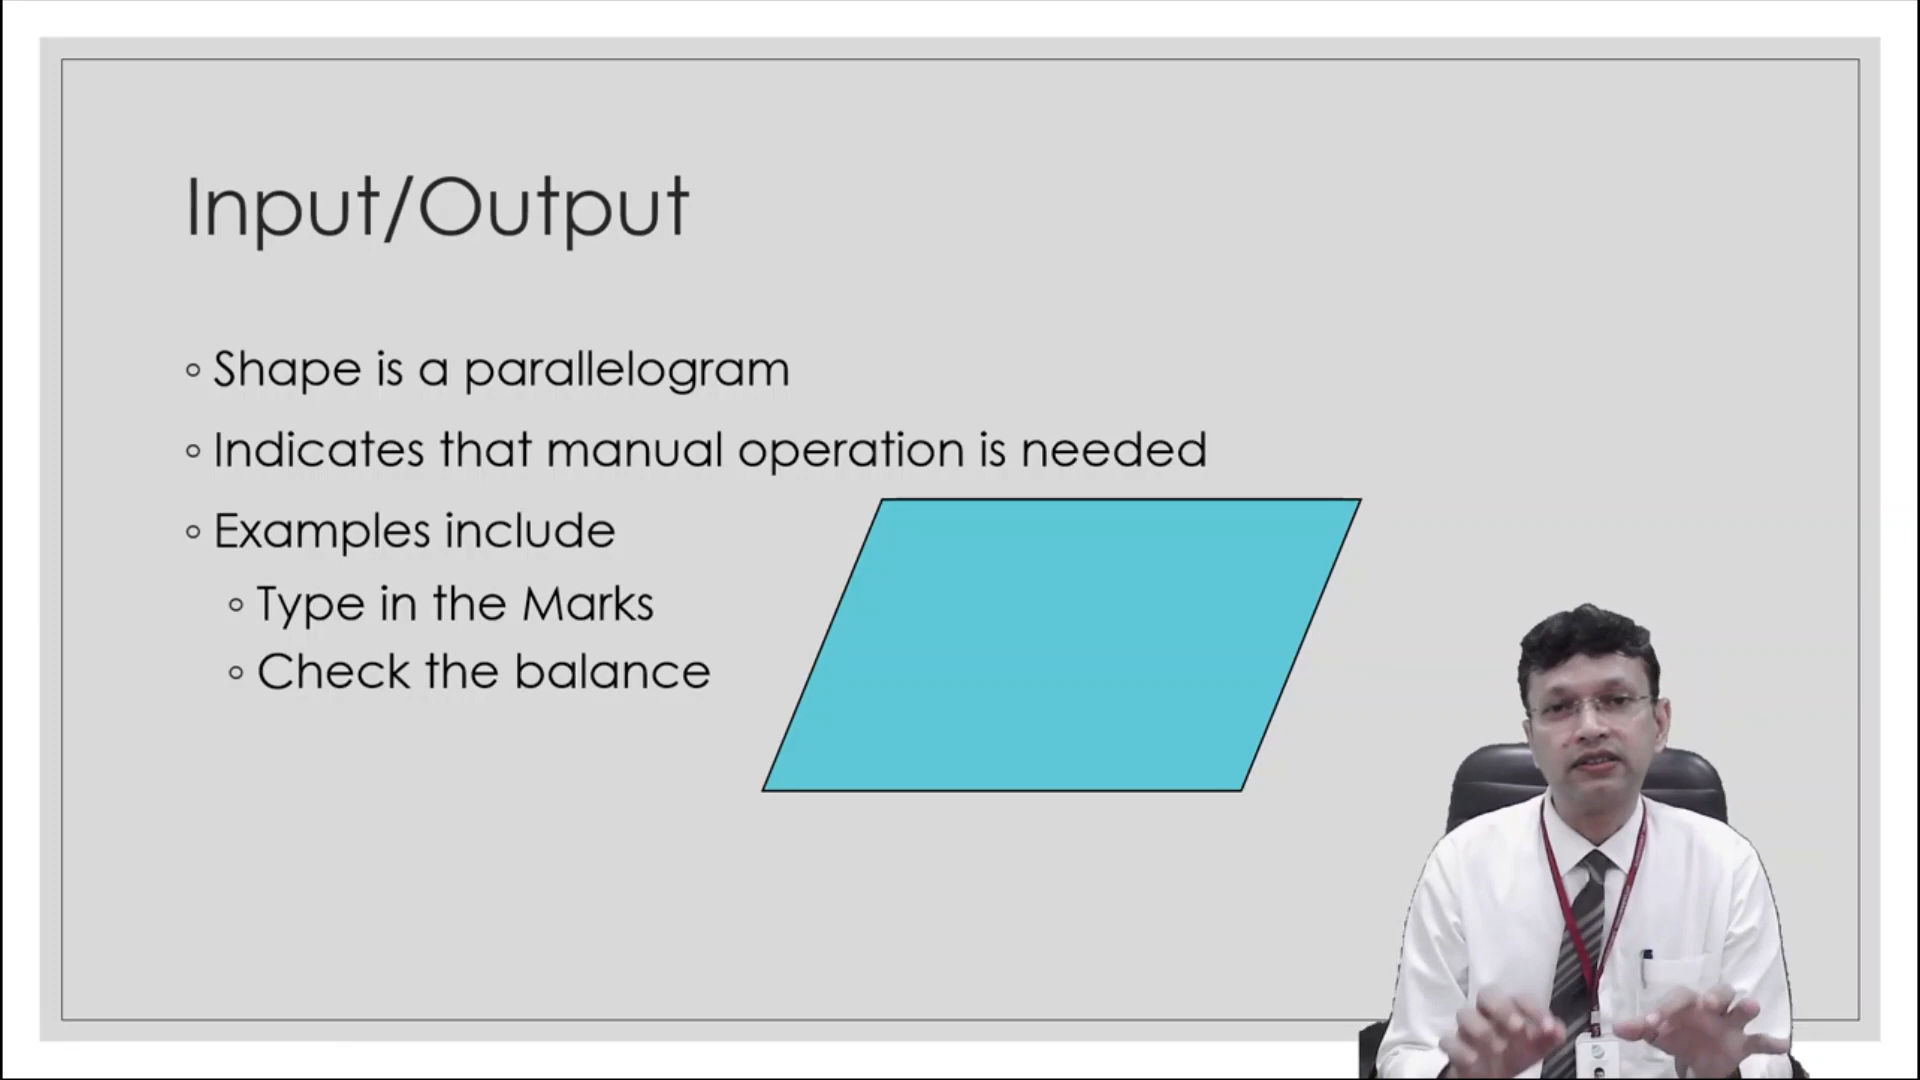 Input/Output
◦ Shape is a parallelogram
◦ Indicates that manual operation is needed
◦ Examples include
◦ Type in the Marks
◦ Check the balance